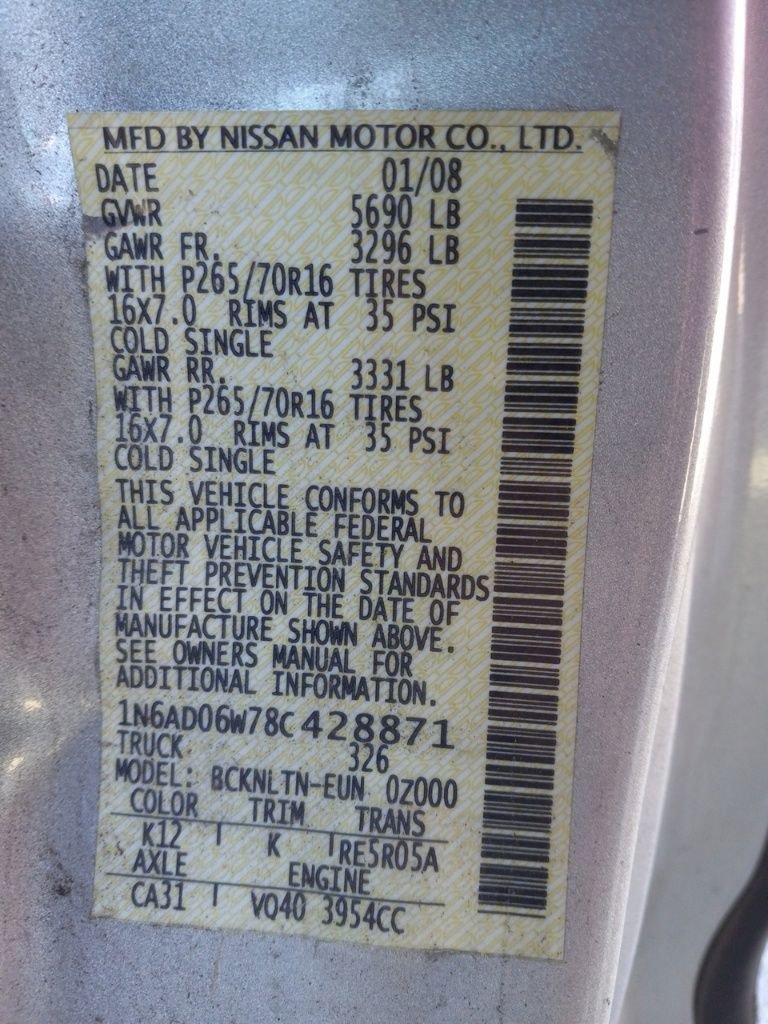 MFD BY NISSAN MOTOR CO., LTD.
DATE 01/08
GVWR 5690 LB
GAWR FR. 3296 LB
WITH P265/70R16 TIRES
16X7.0 RIMS AT 35 PSI
COLD SINGLE
GAWR RR. 3331 LB
WITH P265/70R16 TIRES
16X7.0 RIMS AT 35 PSI
COLD SINGLE
THIS VEHICLE CONFORMS TO
ALL APPLICABLE FEDERAL
MOTOR VEHICLE SAFETY AND
THEFT PREVENTION STANDARDS
IN EFFECT ON THE DATE OF
MANUFACTURE SHOWN ABOVE.
SEE OWNERS MANUAL FOR
ADDITIONAL INFORMATION.
1N6AD06W78C428871
TRUCK 326
MODEL: BCKNLTN-EUN 0Z000
COLOR TRIM TRANS
K12 K RE5R05A
AXLE ENGINE
CA31 VQ40 3954CC